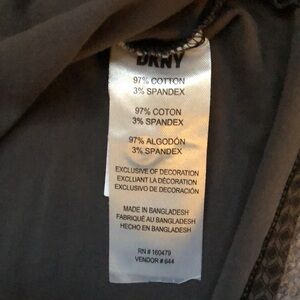 DKNY
97% COTTON
3% SPANDEX
97% COTON
3% SPANDEX
97% ALGODÓN
3% SPANDEX
EXCLUSIVE OF DECORATION
EXCLUANT LA DÉCORATION
EXCLUSIVO DE DECORACIÓN
MADE IN BANGLADESH
FABRIQUÉ AU BANGLADESH
HECHO EN BANGLADESH
RN # 160479
VENDOR # 644